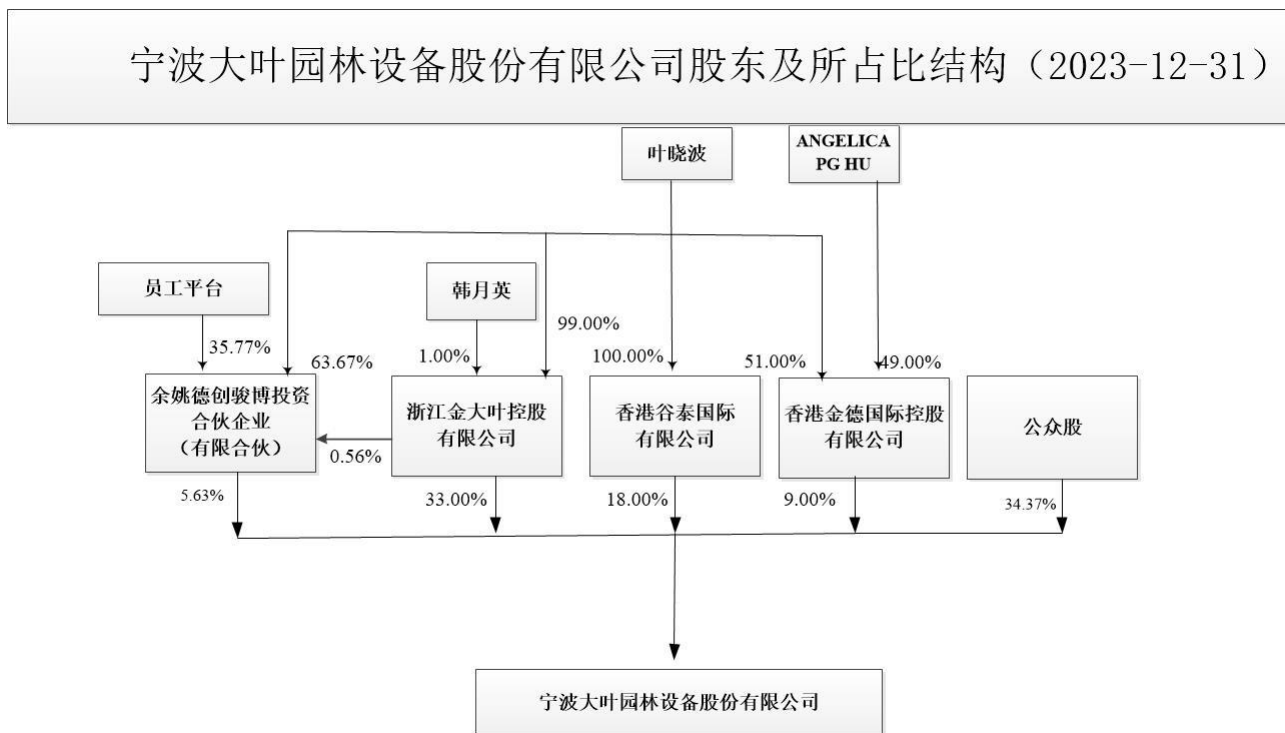 宁波大叶园林设备股份有限公司股东及所占比结构（2023-12-31）
叶晓波
ANGELICA
PG HU
员工平台
韩月英
99.00%
35.77%
63.67%
1.00%
100.00%
51.00%
49.00%
余姚德创骏博投资
合伙企业
（有限合伙）
浙江金大叶控股
有限公司
香港谷泰国际
有限公司
香港金德国际控股
有限公司
公众股
0.56%
5.63%
33.00%
18.00%
9.00%
34.37%
宁波大叶园林设备股份有限公司